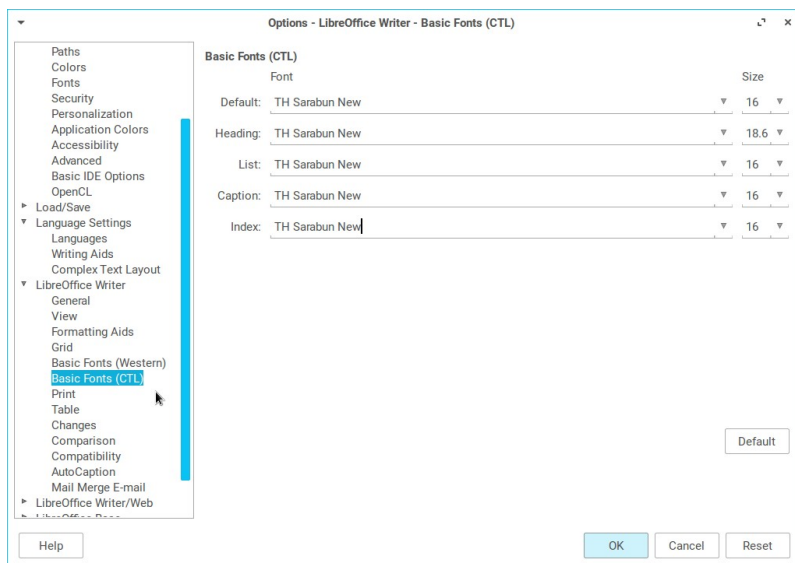 Options - LibreOffice Writer - Basic Fonts (CTL)
Paths
Colors
Fonts
Security
Personalization
Application Colors
Accessibility
Advanced
Basic IDE Options
OpenCL
Load/Save
Language Settings
Languages
Writing Aids
Complex Text Layout
LibreOffice Writer
General
View
Formatting Aids
Grid
Basic Fonts (Western)
Basic Fonts (CTL)
Print
Table
Changes
Comparison
Compatibility
AutoCaption
Mail Merge E-mail
LibreOffice Writer/Web
LibreOffice Base
Basic Fonts (CTL)
Font Size
Default: TH Sarabun New 16
Heading: TH Sarabun New 18.6
List: TH Sarabun New 16
Caption: TH Sarabun New 16
Index: TH Sarabun New 16
Default
Help OK Cancel Reset